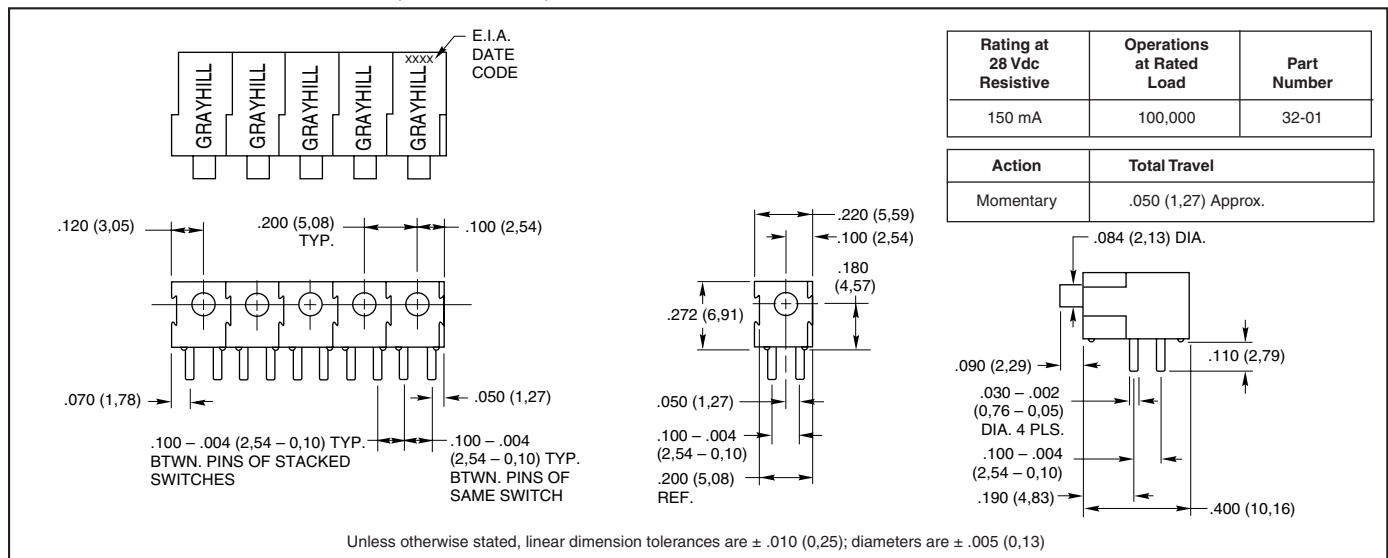 E.I.A.
DATE
CODE
XXXX
GRAYHILL
GRAYHILL
GRAYHILL
GRAYHILL
GRAYHILL
Rating at
28 Vdc
Resistive
Operations
at Rated
Load
Part
Number
150 mA
100,000
32-01
Action
Total Travel
Momentary
.050 (1,27) Approx.
.120 (3,05)
.200 (5,08)
TYP.
.100 (2,54)
.070 (1,78)
.050 (1,27)
.100 – .004 (2,54 – 0,10) TYP.
BTWN. PINS OF STACKED
SWITCHES
.100 – .004
(2,54 – 0,10) TYP.
BTWN. PINS OF
SAME SWITCH
.220 (5,59)
.100 (2,54)
.180
(4,57)
.272 (6,91)
.050 (1,27)
.100 – .004
(2,54 – 0,10)
.200 (5,08)
REF.
.084 (2,13) DIA.
.090 (2,29)
.110 (2,79)
.030 – .002
(0,76 – 0,05)
DIA. 4 PLS.
.100 – .004
(2,54 – 0,10)
.190 (4,83)
.400 (10,16)
Unless otherwise stated, linear dimension tolerances are ± .010 (0,25); diameters are ± .005 (0,13)